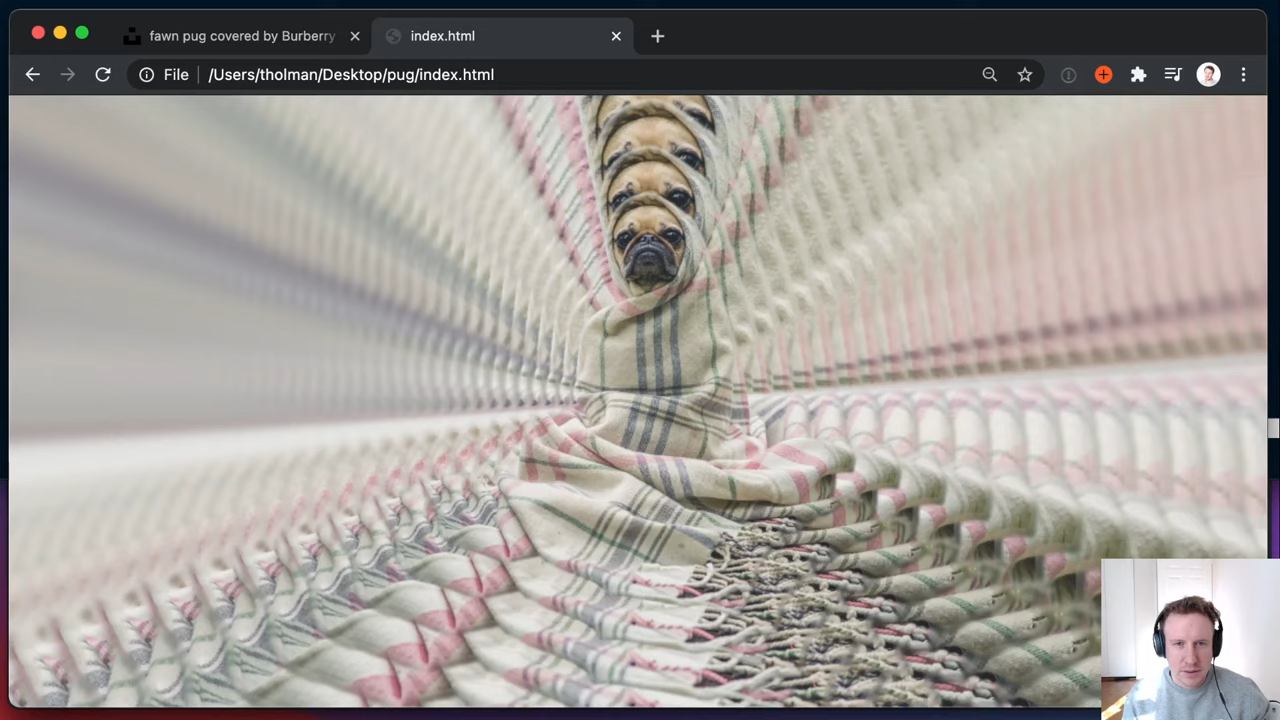 fawn pug covered by Burberry
index.html
File
/Users/tholman/Desktop/pug/index.html